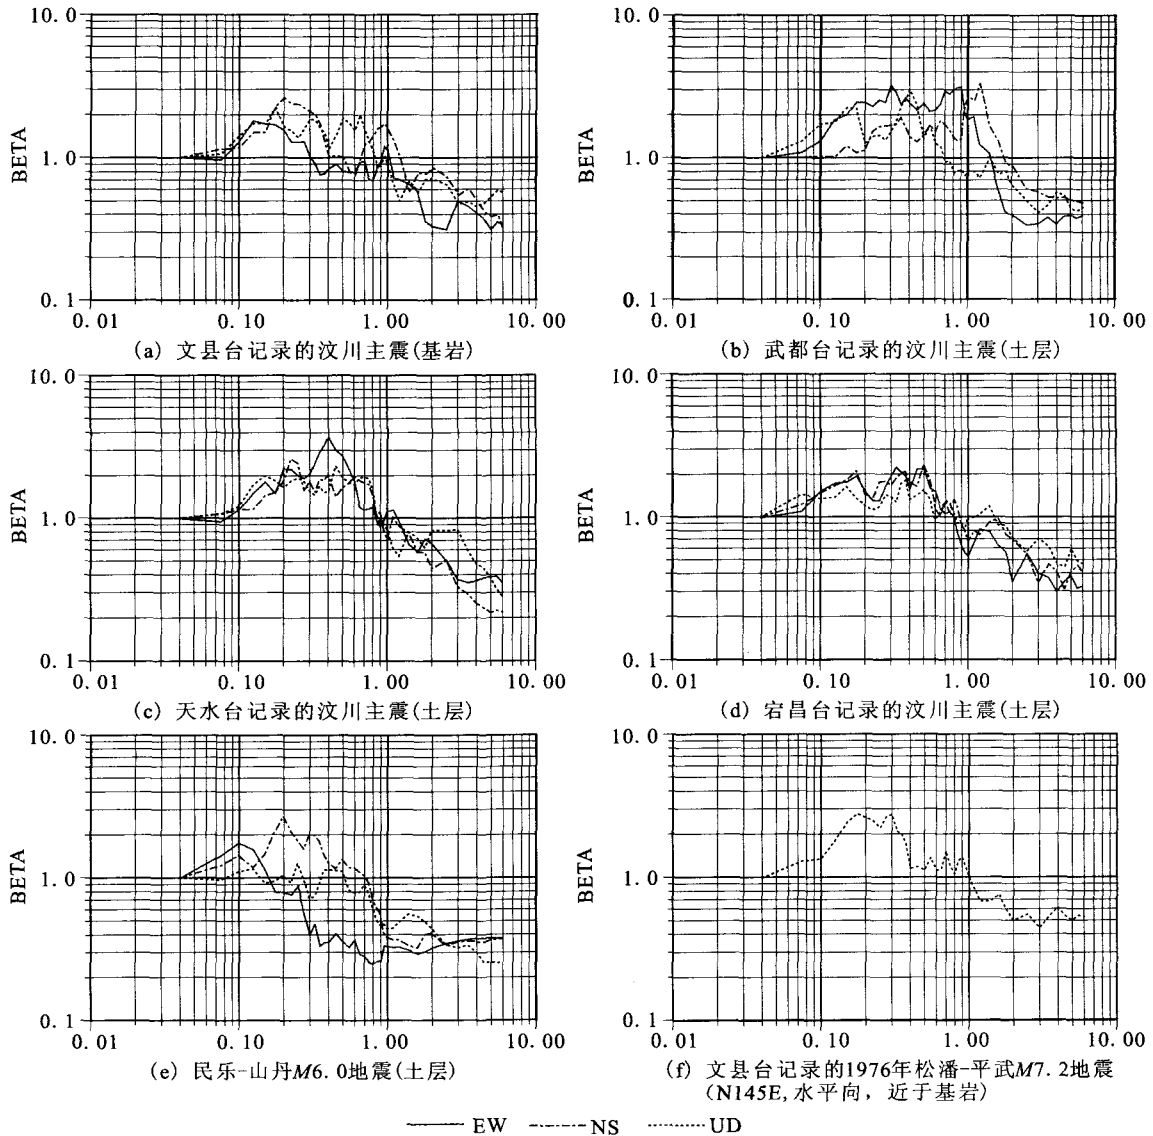 10.0
1.0
0.1
BETA
0.01 0.10 1.00 10.00
(a) 文县台记录的汶川主震(基岩)
10.0
1.0
0.1
BETA
0.01 0.10 1.00 10.00
(b) 武都台记录的汶川主震(土层)
10.0
1.0
0.1
BETA
0.01 0.10 1.00 10.00
(c) 天水台记录的汶川主震(土层)
10.0
1.0
0.1
BETA
0.01 0.10 1.00 10.00
(d) 宕昌台记录的汶川主震(土层)
10.0
1.0
0.1
BETA
0.01 0.10 1.00 10.00
(e) 民乐-山丹M6.0地震(土层)
10.0
1.0
0.1
BETA
0.01 0.10 1.00 10.00
(f) 文县台记录的1976年松潘-平武M7.2地震
(N145E,水平向，近于基岩)
EW NS UD